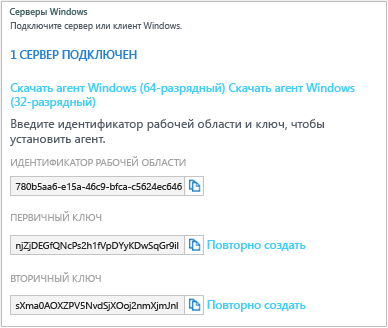 Серверы Windows
Подключите сервер или клиент Windows.
1 СЕРВЕР ПОДКЛЮЧЕН
Скачать агент Windows (64-разрядный) Скачать агент Windows
(32-разрядный)
Введите идентификатор рабочей области и ключ, чтобы
установить агент.
ИДЕНТИФИКАТОР РАБОЧЕЙ ОБЛАСТИ
780b5aa6-e15a-46c9-bfca-c5624ec646
ПЕРВИЧНЫЙ КЛЮЧ
njZjDEGfQNcPs2h1fVpDYyKDwSqGr9il Повторно создать
ВТОРИЧНЫЙ КЛЮЧ
sXma0AOXZPV5NvdSjXOoj2nmXjmJnl Повторно создать